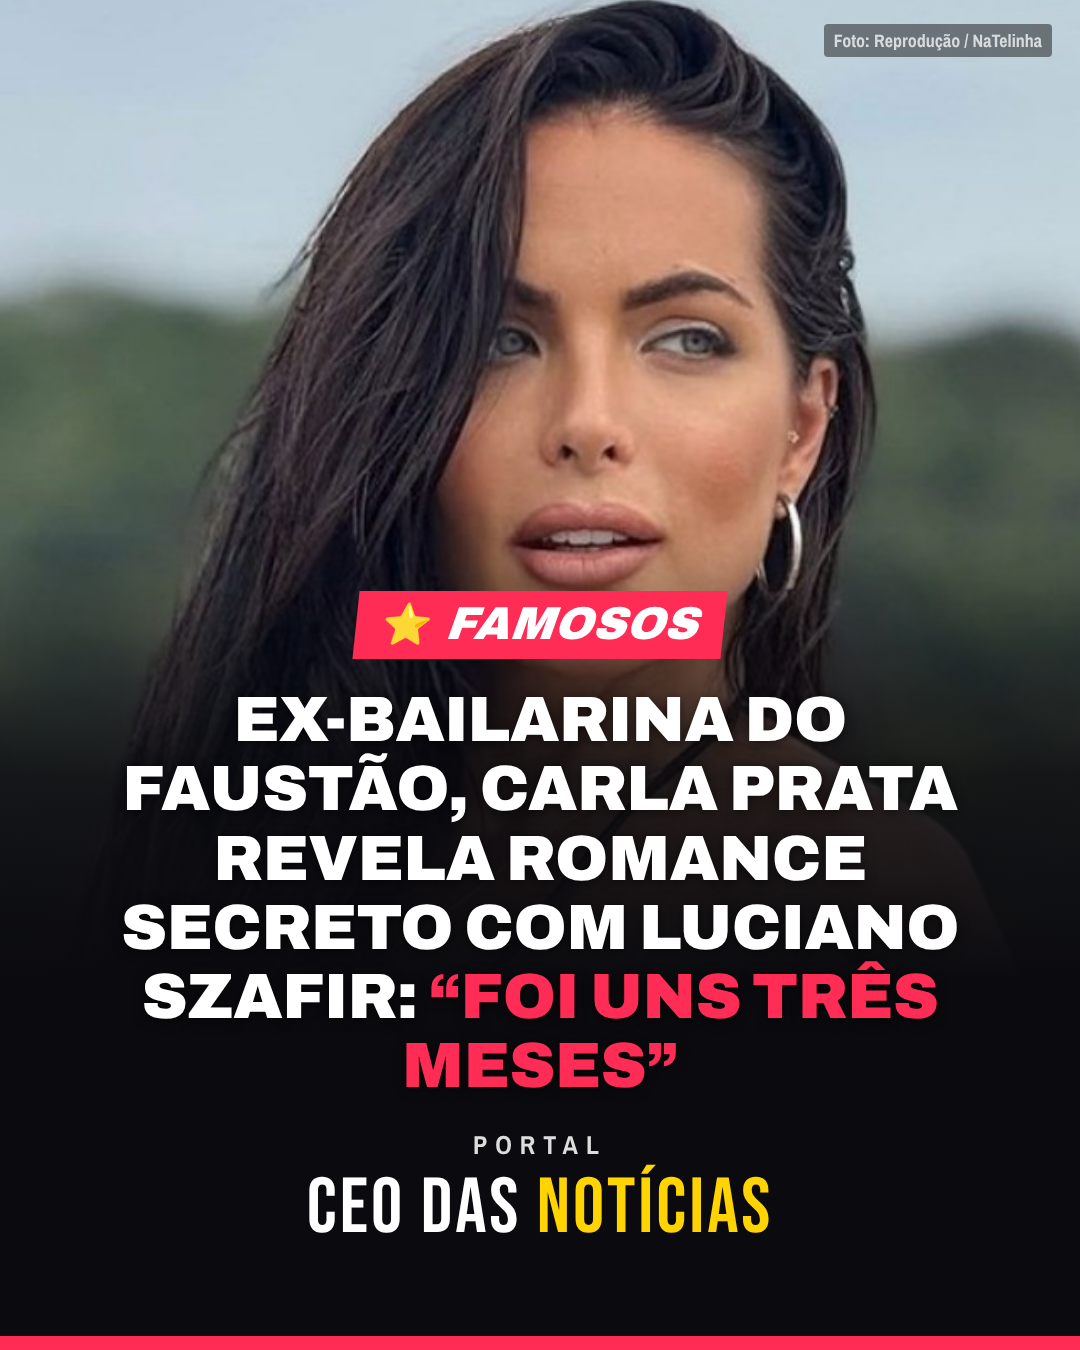 Foto: Reprodução / NaTelinha
FAMOSOS
EX-BAILARINA DO
FAUSTÃO, CARLA PRATA
REVELA ROMANCE
SECRETO COM LUCIANO
SZAFIR: “FOI UNS TRÊS
MESES”
PORTAL
CEO DAS NOTÍCIAS